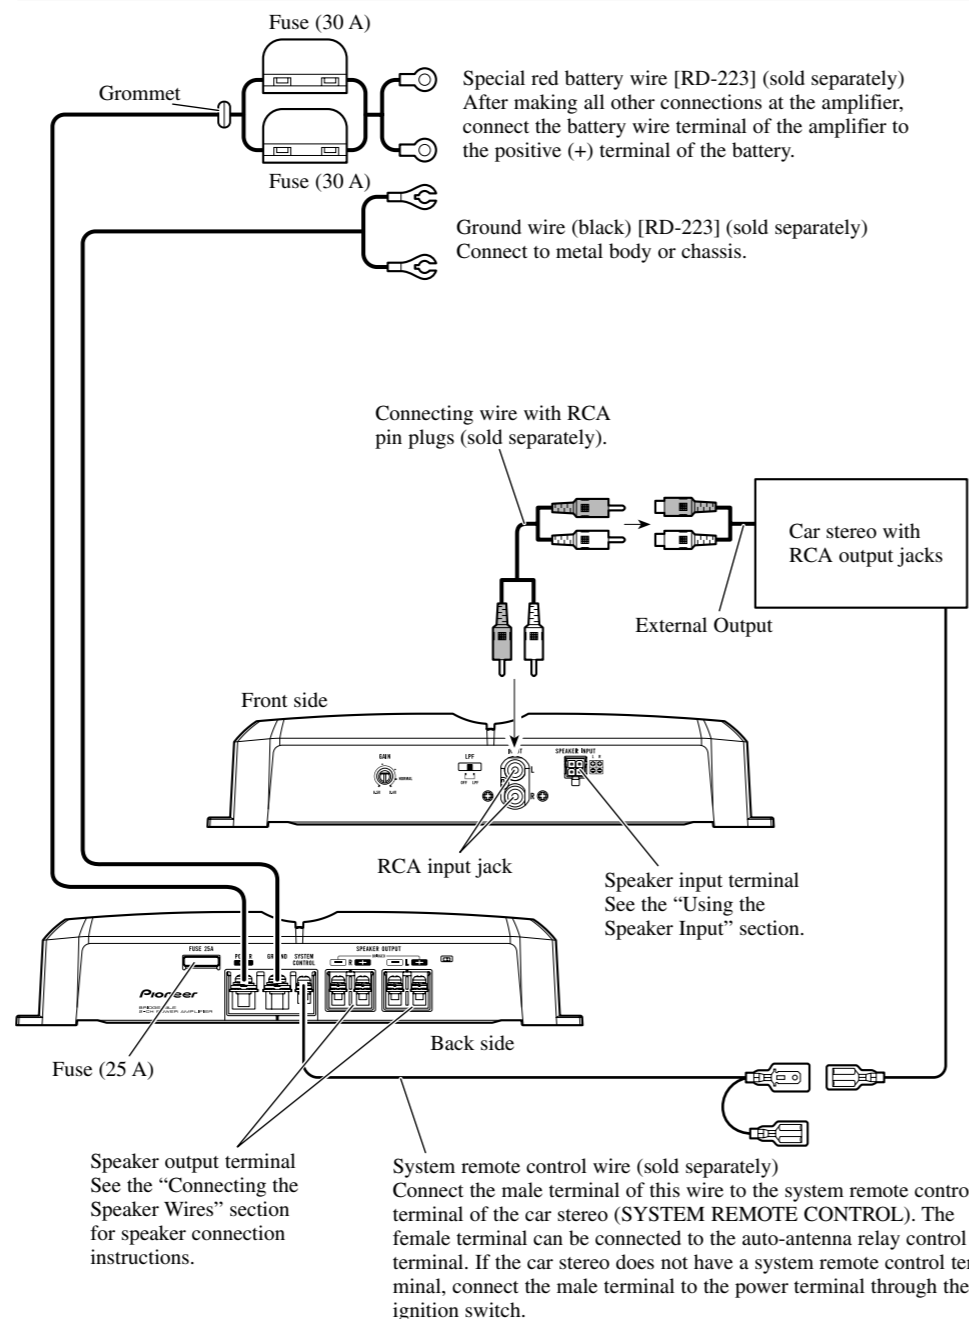 Fuse (30 A)
Grommet
Special red battery wire [RD-223] (sold separately)
After making all other connections at the amplifier,
connect the battery wire terminal of the amplifier to
the positive (+) terminal of the battery.
Fuse (30 A)
Ground wire (black) [RD-223] (sold separately)
Connect to metal body or chassis.
Connecting wire with RCA
pin plugs (sold separately).
Car stereo with
RCA output jacks
External Output
Front side
GAIN
NORMAL
LPF
OFF LPF
SPEAKER INPUT
L R
L
R
RCA input jack
Speaker input terminal
See the “Using the
Speaker Input” section.
FUSE 25A
POWER
GROUND
SYSTEM
CONTROL
SPEAKER OUTPUT
− R +
− L +
Pioneer
2-CH POWER AMPLIFIER
Back side
Fuse (25 A)
Speaker output terminal
See the “Connecting the
Speaker Wires” section
for speaker connection
instructions.
System remote control wire (sold separately)
Connect the male terminal of this wire to the system remote control
terminal of the car stereo (SYSTEM REMOTE CONTROL). The
female terminal can be connected to the auto-antenna relay control
terminal. If the car stereo does not have a system remote control ter
minal, connect the male terminal to the power terminal through the
ignition switch.